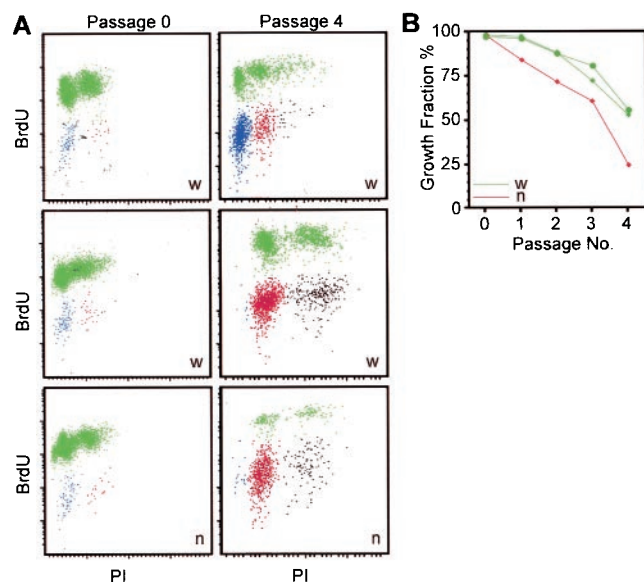 A
Passage 0
Passage 4
BrdU
w
w
BrdU
w
w
BrdU
n
PI
PI
B
Growth Fraction %
100
75
50
25
0
w
n
0 1 2 3 4
Passage No.